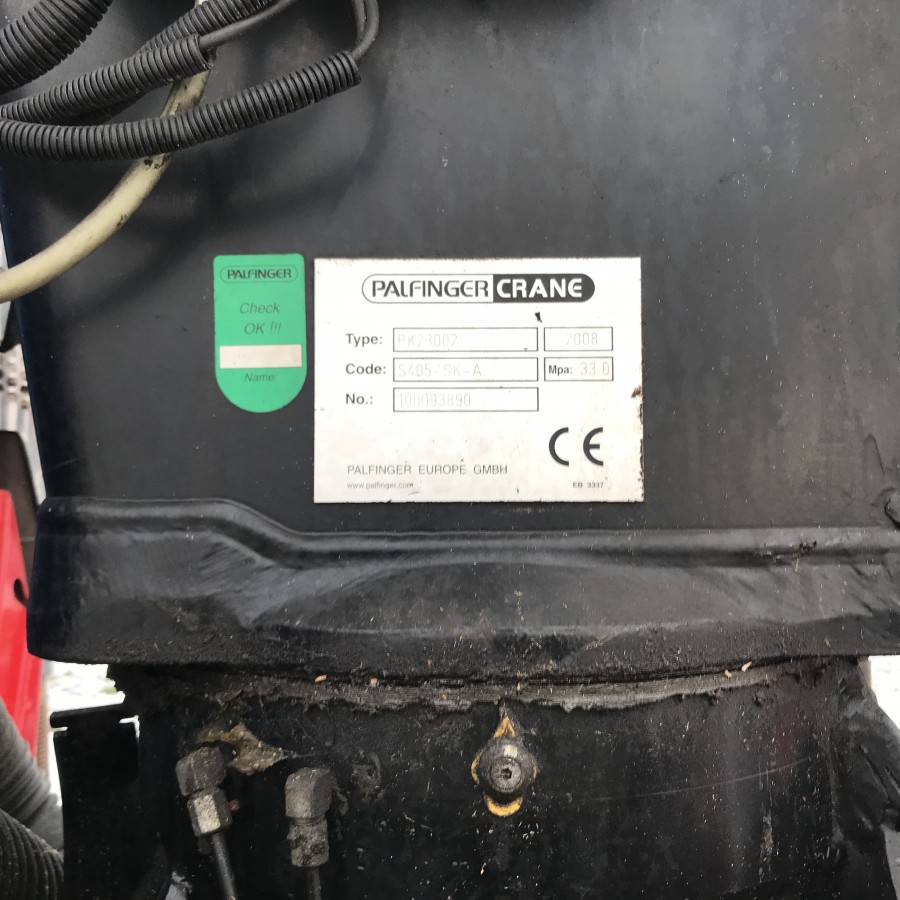 PALFINGER
Check
OK !!!
Name:
PALFINGER CRANE
Type: PK23002 2008
Code: S405-SK-A Mpa: 33.0
No.: 100093890
PALFINGER EUROPE GMBH
www.palfinger.com
EB 3337